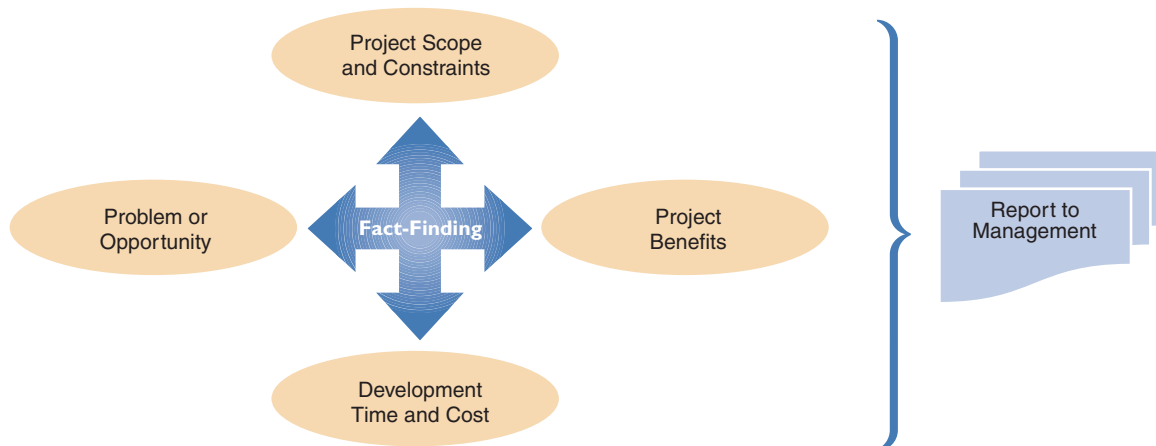 Project Scope
and Constraints
Problem or
Opportunity
Fact-Finding
Project
Benefits
Development
Time and Cost
Report to
Management